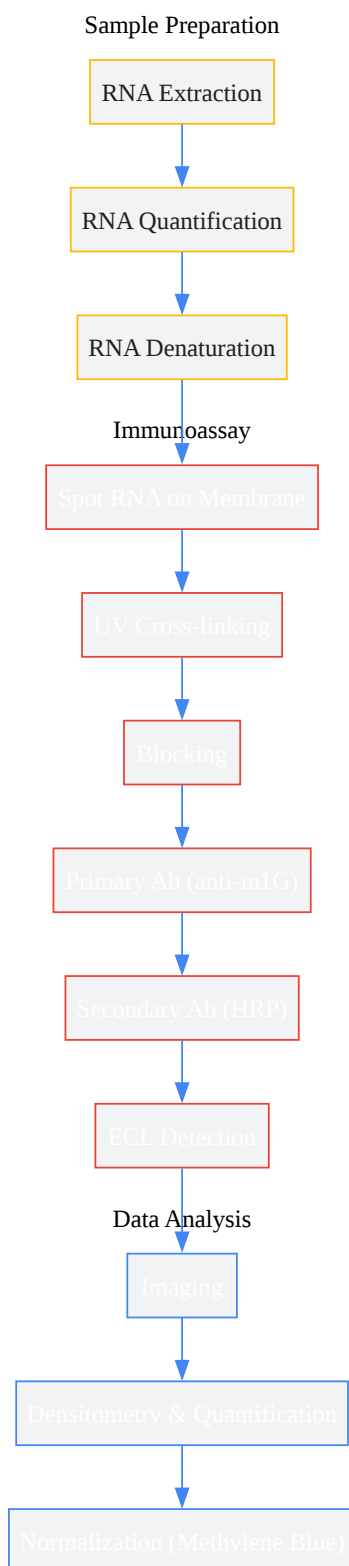 Sample Preparation
RNA Extraction
RNA Quantification
RNA Denaturation
Immunoassay
Spot RNA on Membrane
UV Cross-linking
Blocking
Primary Ab (anti-m1G)
Secondary Ab (HRP)
ECL Detection
Data Analysis
Imaging
Densitometry & Quantification
Normalization (Methylene Blue)